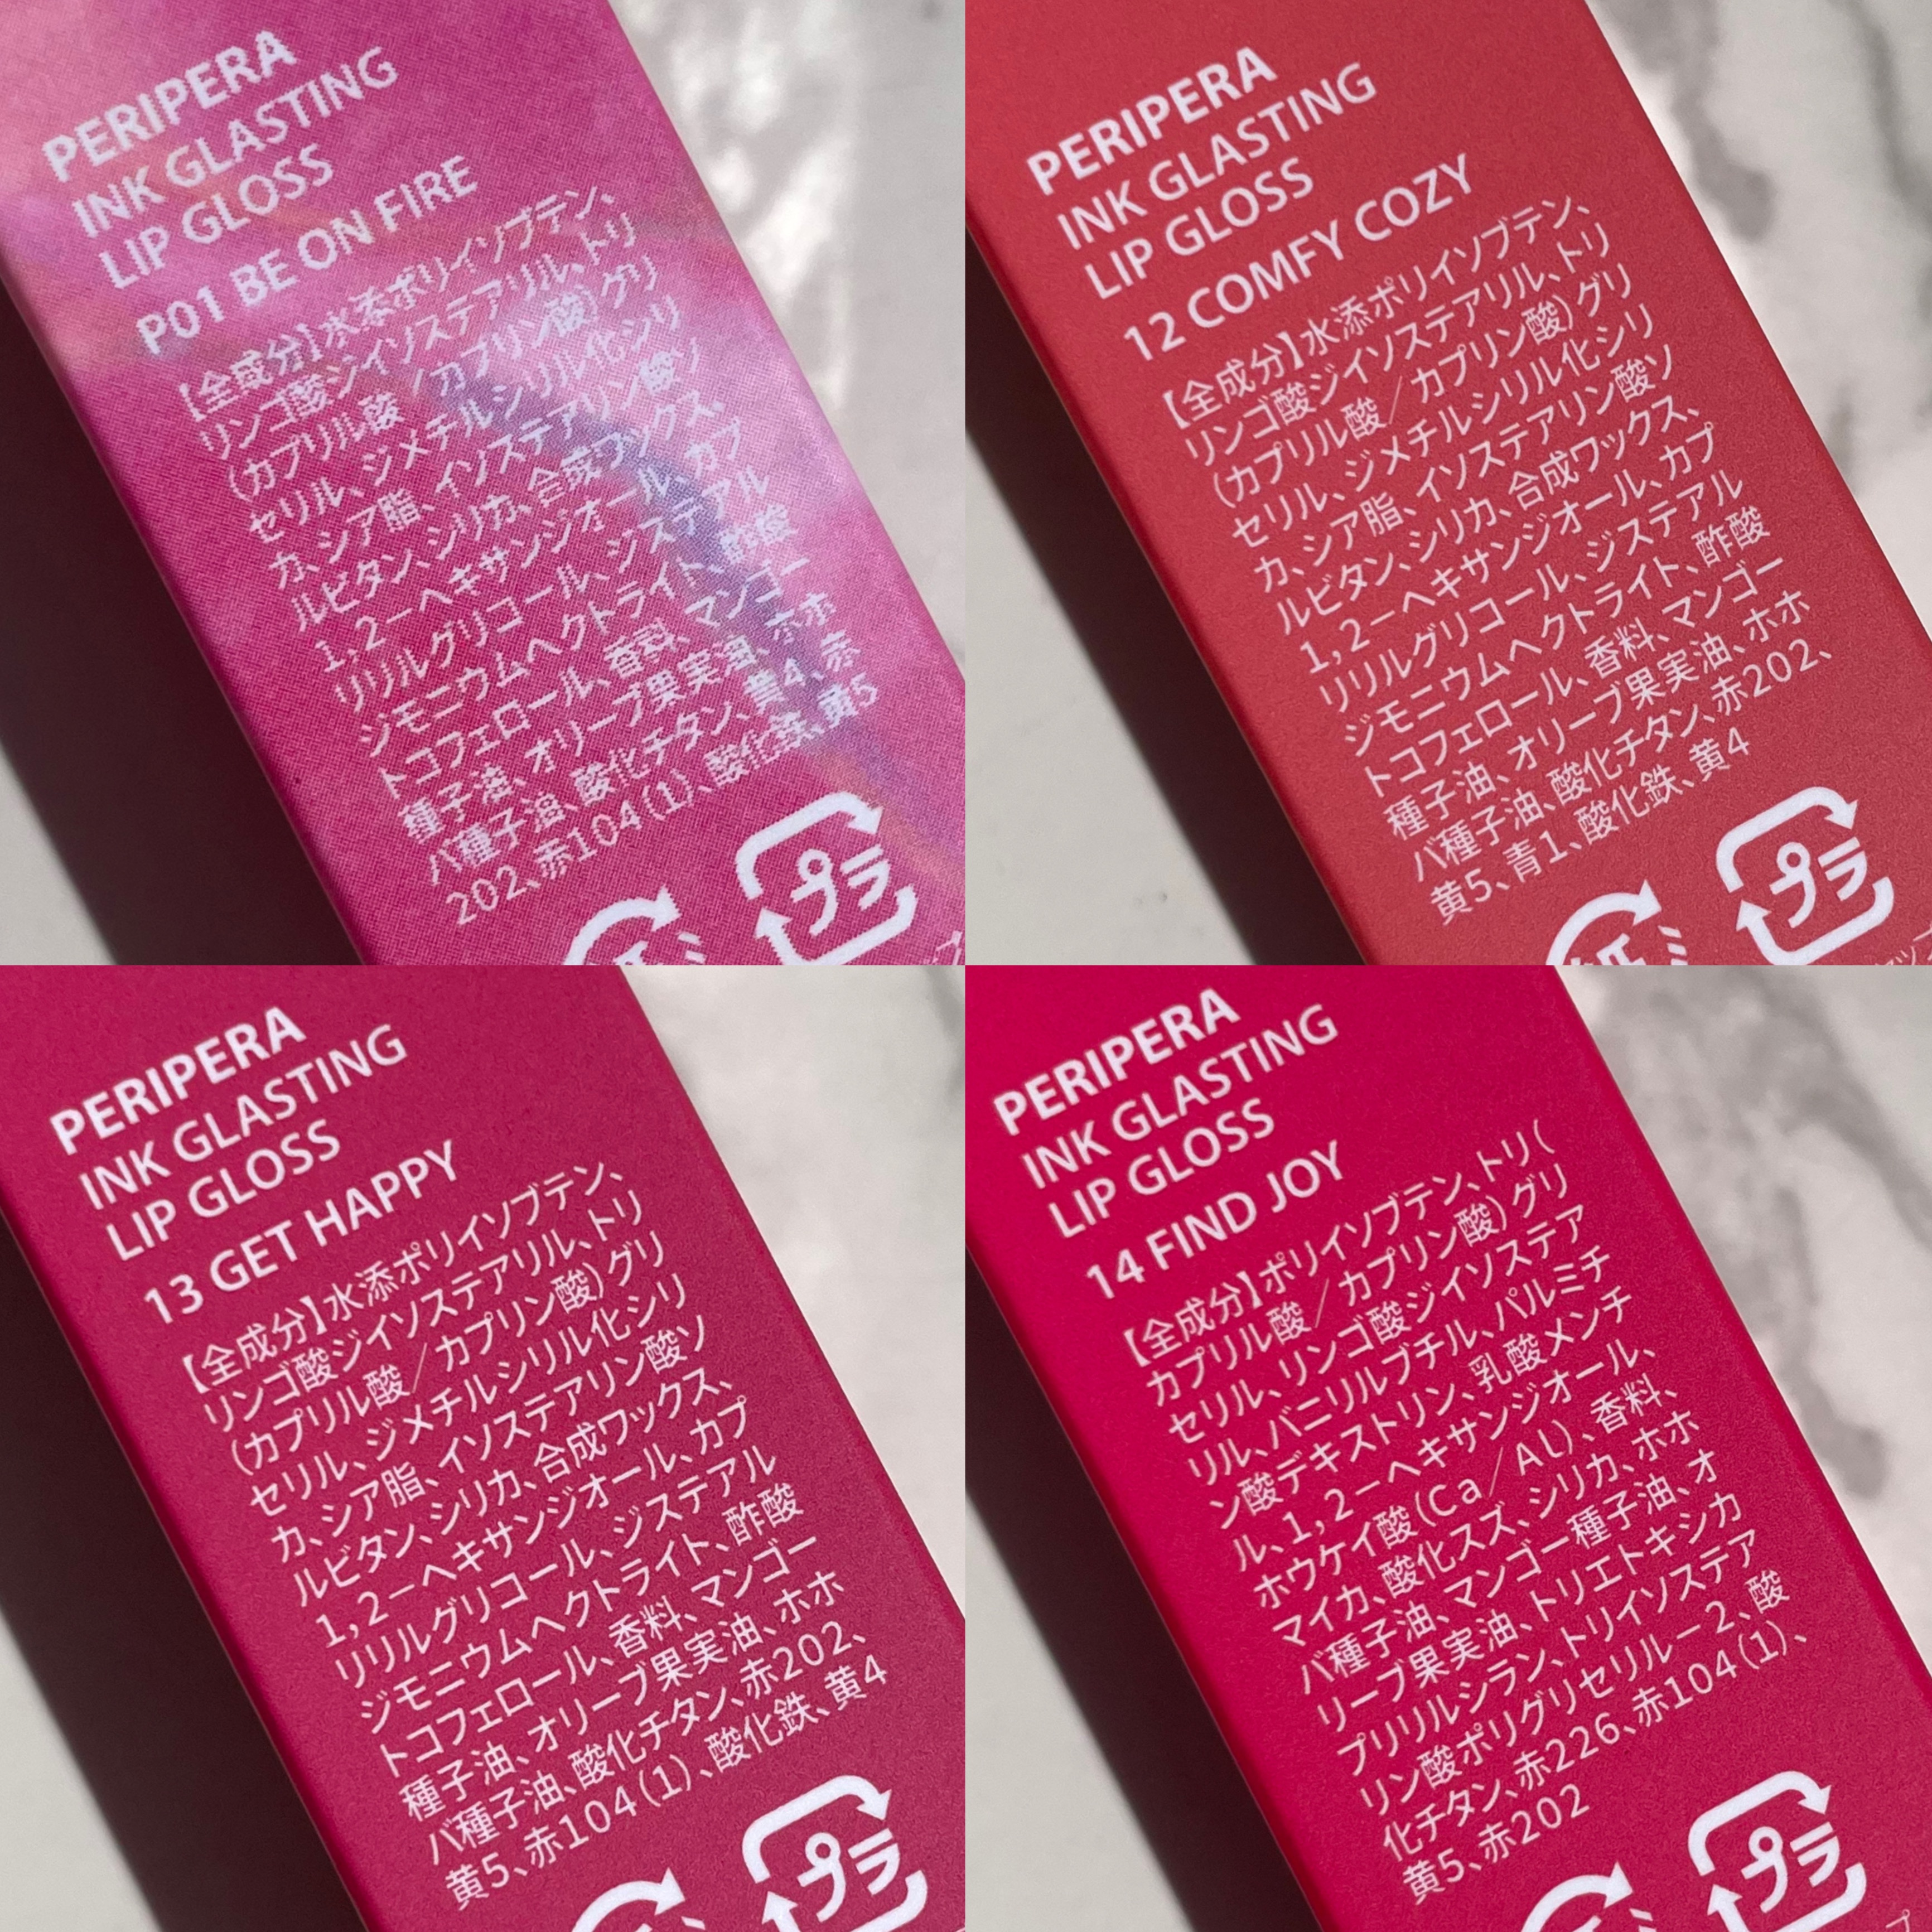 PERIPERA
INK GLASTING
LIP GLOSS
P01 BE ON FIRE
【全成分】水添ポリイソブテン、
リンゴ酸ジイソステアリル、トリ
(カプリル酸/カプリン酸)グリ
セリル、ジメチルシリル化シリ
カ、シア脂、イソステアリン酸ソ
ルビタン、シリカ、合成ワックス、
1,2-ヘキサンジオール、カプ
リリルグリコール、ジステアル
ジモニウムヘクトライト、酢酸
トコフェロール、香料、マンゴー
種子油、オリーブ果実油、ホホ
バ種子油、酸化チタン、黄4、赤
202、赤104(1)、酸化鉄、黄5
プラ
PERIPERA
INK GLASTING
LIP GLOSS
12 COMFY COZY
【全成分】水添ポリイソブテン、
リンゴ酸ジイソステアリル、トリ
(カプリル酸/カプリン酸)グリ
セリル、ジメチルシリル化シリ
カ、シア脂、イソステアリン酸ソ
ルビタン、シリカ、合成ワックス、
1,2-ヘキサンジオール、カプ
リリルグリコール、ジステアル
ジモニウムヘクトライト、酢酸
トコフェロール、香料、マンゴー
種子油、オリーブ果実油、ホホ
バ種子油、酸化チタン、赤202、
黄5、青1、酸化鉄、黄4
プラ
PERIPERA
INK GLASTING
LIP GLOSS
13 GET HAPPY
【全成分】水添ポリイソブテン、
リンゴ酸ジイソステアリル、トリ
(カプリル酸/カプリン酸)グリ
セリル、ジメチルシリル化シリ
カ、シア脂、イソステアリン酸ソ
ルビタン、シリカ、合成ワックス、
1,2-ヘキサンジオール、カプ
リリルグリコール、ジステアル
ジモニウムヘクトライト、酢酸
トコフェロール、香料、マンゴー
種子油、オリーブ果実油、ホホ
バ種子油、酸化チタン、赤202、
黄5、赤104(1)、酸化鉄、黄4
プラ
PERIPERA
INK GLASTING
LIP GLOSS
14 FIND JOY
【全成分】ポリイソブテン、トリ(
カプリル酸/カプリン酸)グリ
セリル、リンゴ酸ジイソステア
リル、バニリルブチル、パルミチ
ン酸デキストリン、乳酸メンチ
ル、1,2-ヘキサンジオール、
ホウケイ酸(Ca/Al)、香料、
マイカ、酸化スズ、シリカ、ホホ
バ種子油、マンゴー種子油、オ
リーブ果実油、トリエトキシカ
プリリルシラン、トリイソステア
リン酸ポリグリセリル-2、酸
化チタン、赤226、赤104(1)、
黄5、赤202
プラ